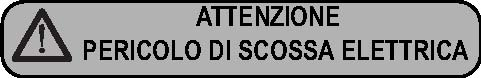 ATTENZIONE
PERICOLO DI SCOSSA ELETTRICA